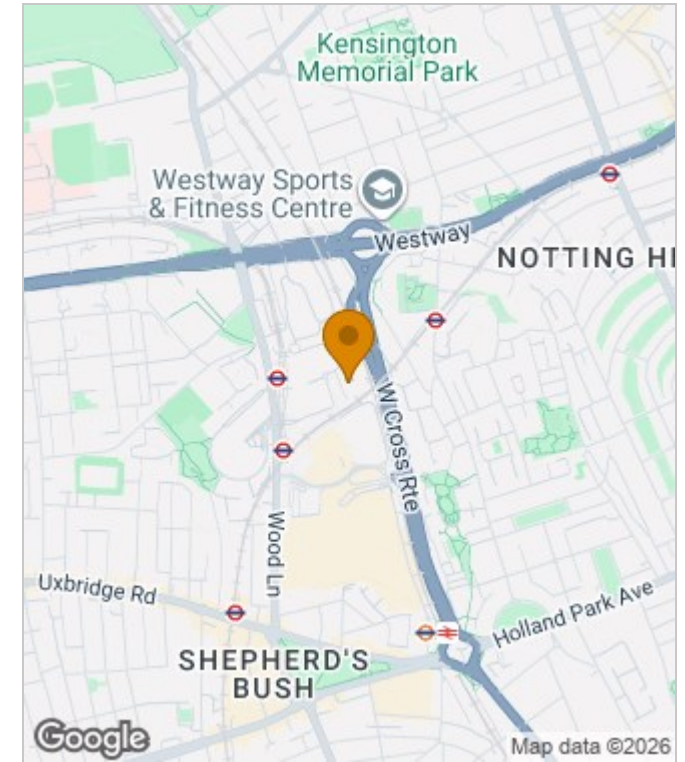 Kensington
Memorial Park
Westway Sports
& Fitness Centre
Westway
NOTTING HI
W Cross Rte
Wood Ln
Uxbridge Rd
Holland Park Ave
SHEPHERD'S
BUSH
Google
Map data ©2026